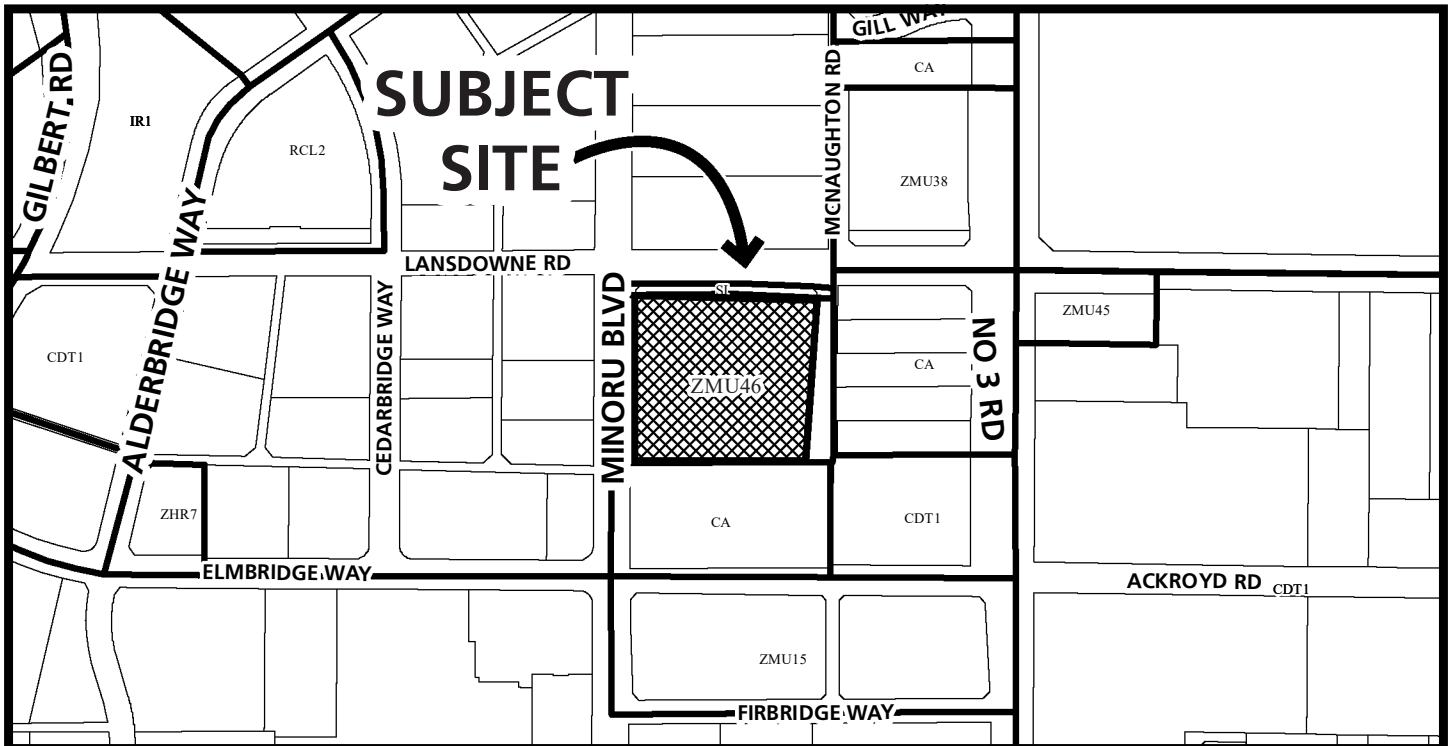 GILL WAY
GILBERT RD
IR1
RCL2
SUBJECT
SITE
MCNAUGHTON RD
CA
ZMU38
ALDERBRIDGE WAY
LANSDOWNE RD
SI
CDT1
CEDARBRIDGE WAY
MINORU BLVD
ZMU46
CA
NO 3 RD
ZMU45
ZHR7
CA
CDT1
ELMBRIDGE WAY
ACKROYD RD
CDT1
ZMU15
FIRBRIDGE WAY